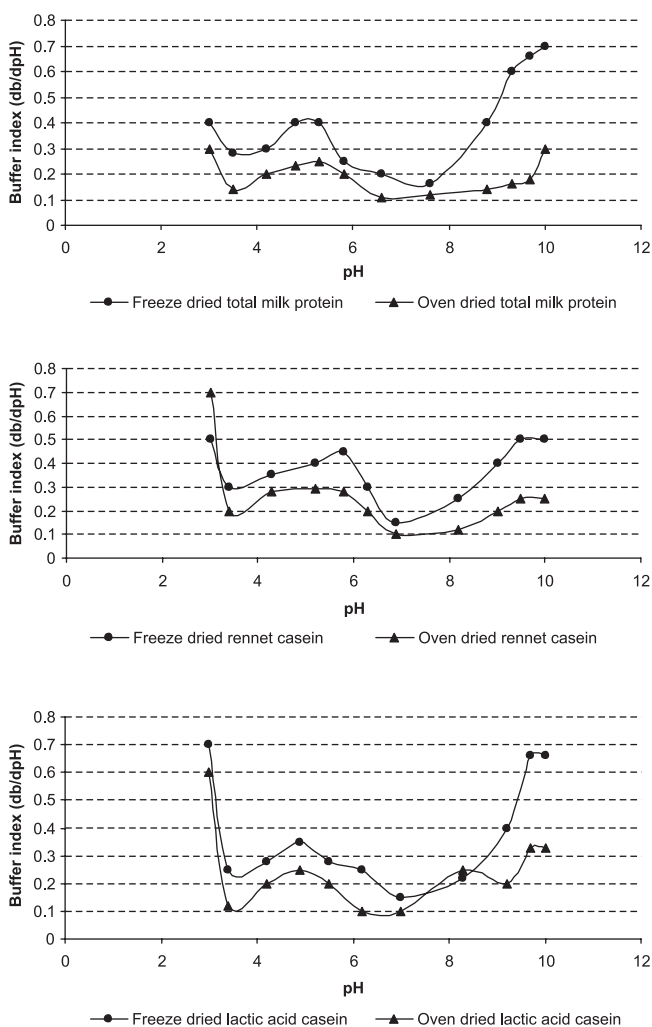 Buffer index (db/dpH)
0.8
0.7
0.6
0.5
0.4
0.3
0.2
0.1
0
0 2 4 6 8 10 12
pH
Freeze dried total milk protein Oven dried total milk protein
Buffer index (db/dpH)
0.8
0.7
0.6
0.5
0.4
0.3
0.2
0.1
0
0 2 4 6 8 10 12
pH
Freeze dried rennet casein Oven dried rennet casein
Buffer index (db/dpH)
0.8
0.7
0.6
0.5
0.4
0.3
0.2
0.1
0
0 2 4 6 8 10 12
pH
Freeze dried lactic acid casein Oven dried lactic acid casein